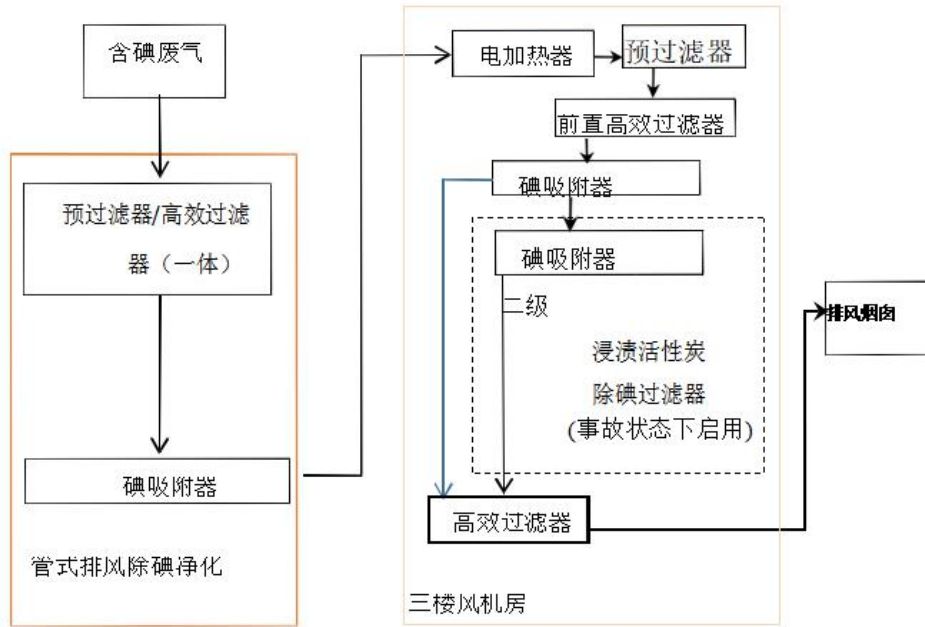 含碘废气
预过滤器/高效过滤
器（一体）
碘吸附器
管式排风除碘净化
电加热器
预过滤器
前置高效过滤器
碘吸附器
碘吸附器
二级
浸渍活性炭
除碘过滤器
(事故状态下启用)
高效过滤器
三楼风机房
排风烟囱